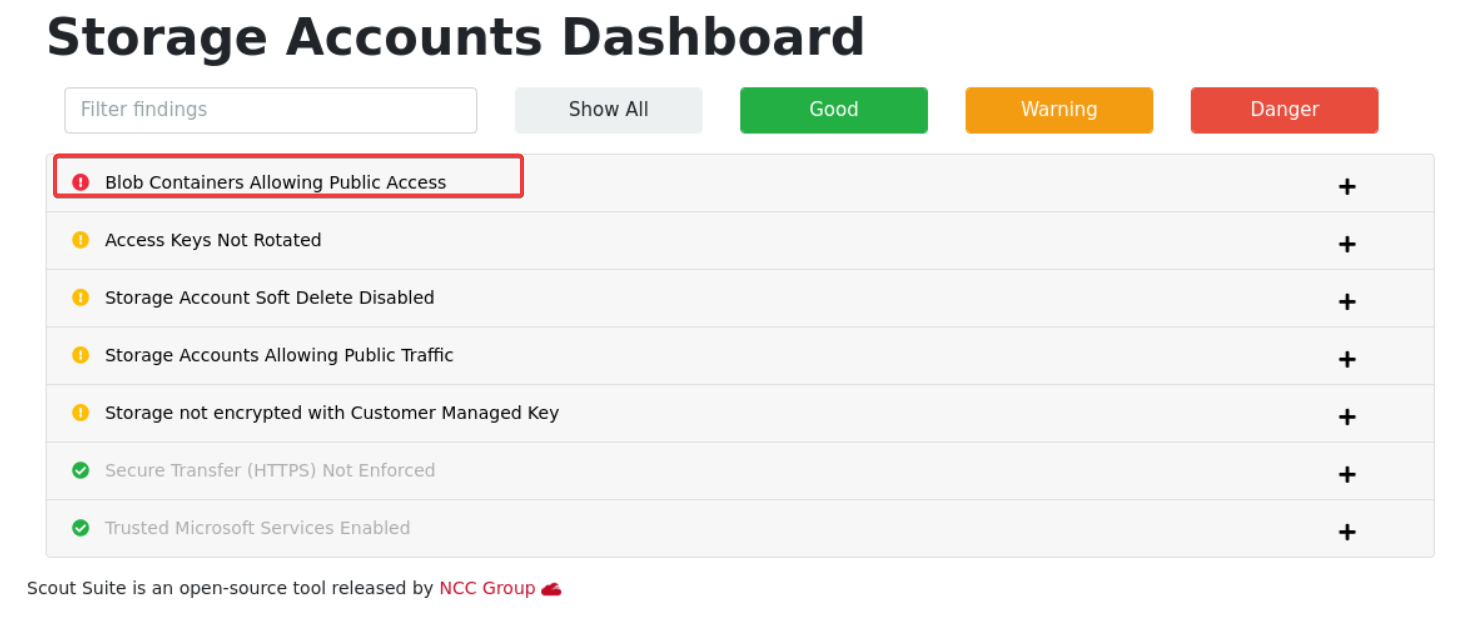 Storage Accounts Dashboard
Filter findings
Show All
Good
Warning
Danger
Blob Containers Allowing Public Access
Access Keys Not Rotated
Storage Account Soft Delete Disabled
Storage Accounts Allowing Public Traffic
Storage not encrypted with Customer Managed Key
Secure Transfer (HTTPS) Not Enforced
Trusted Microsoft Services Enabled
Scout Suite is an open-source tool released by NCC Group